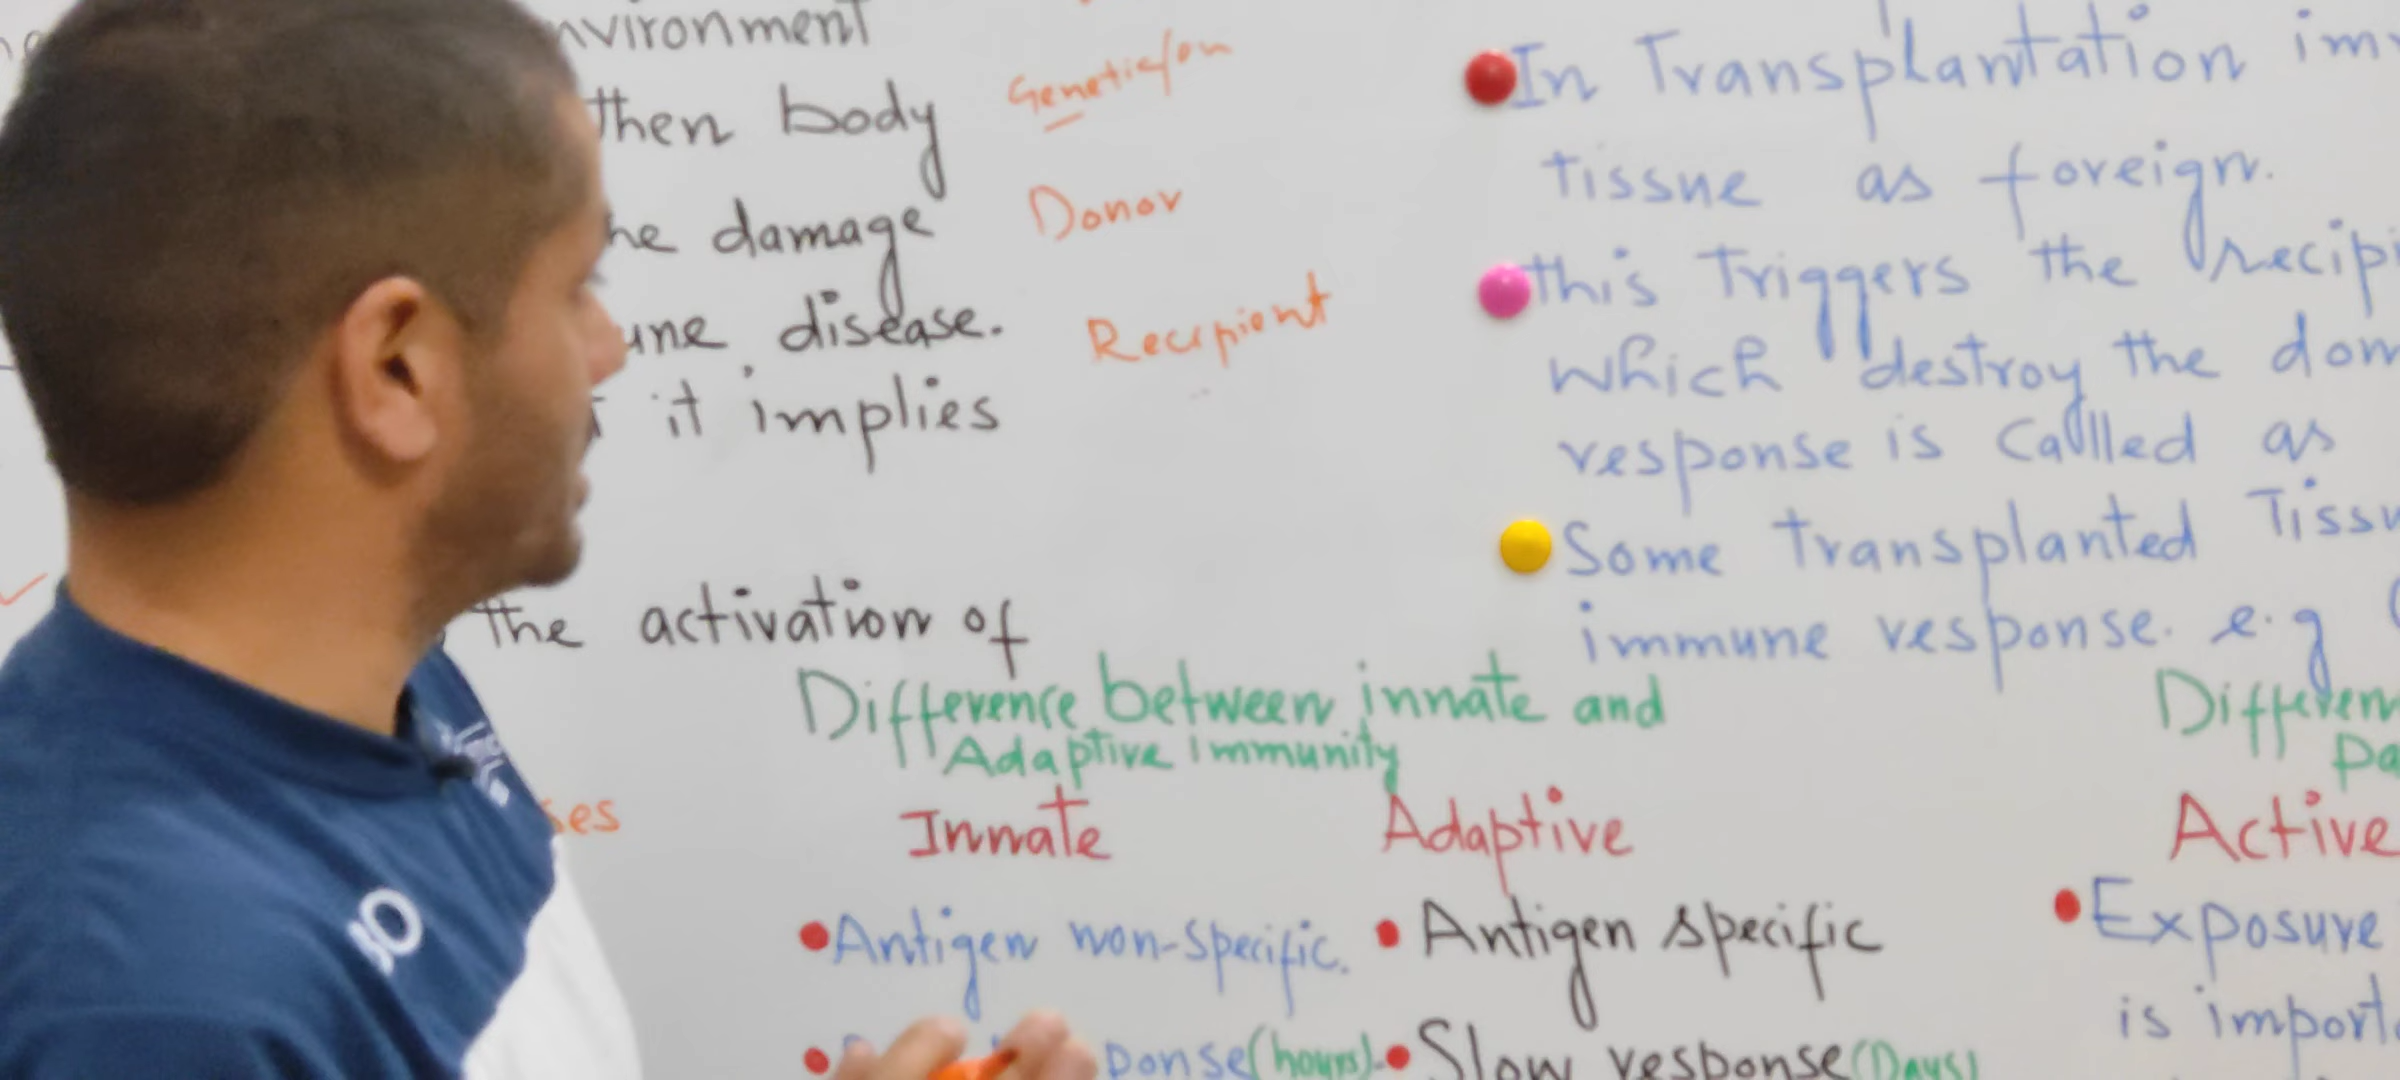 nvironment
then body
he damage
une disease.
it implies
the activation of
Donor
Recipient
ses
In Transplantation im
tissue as foreign.
this Triggers the recipi
which destroy the don
response is Callled as
Some transplanted Tissu
immune response. e.g
Difference between innate and
Adaptive immunity
Innate
Adaptive
Antigen non-specific.
Antigen specific
ponse (hours).
Slow response (Days)
Differen
Pa
Active
Exposure
is import